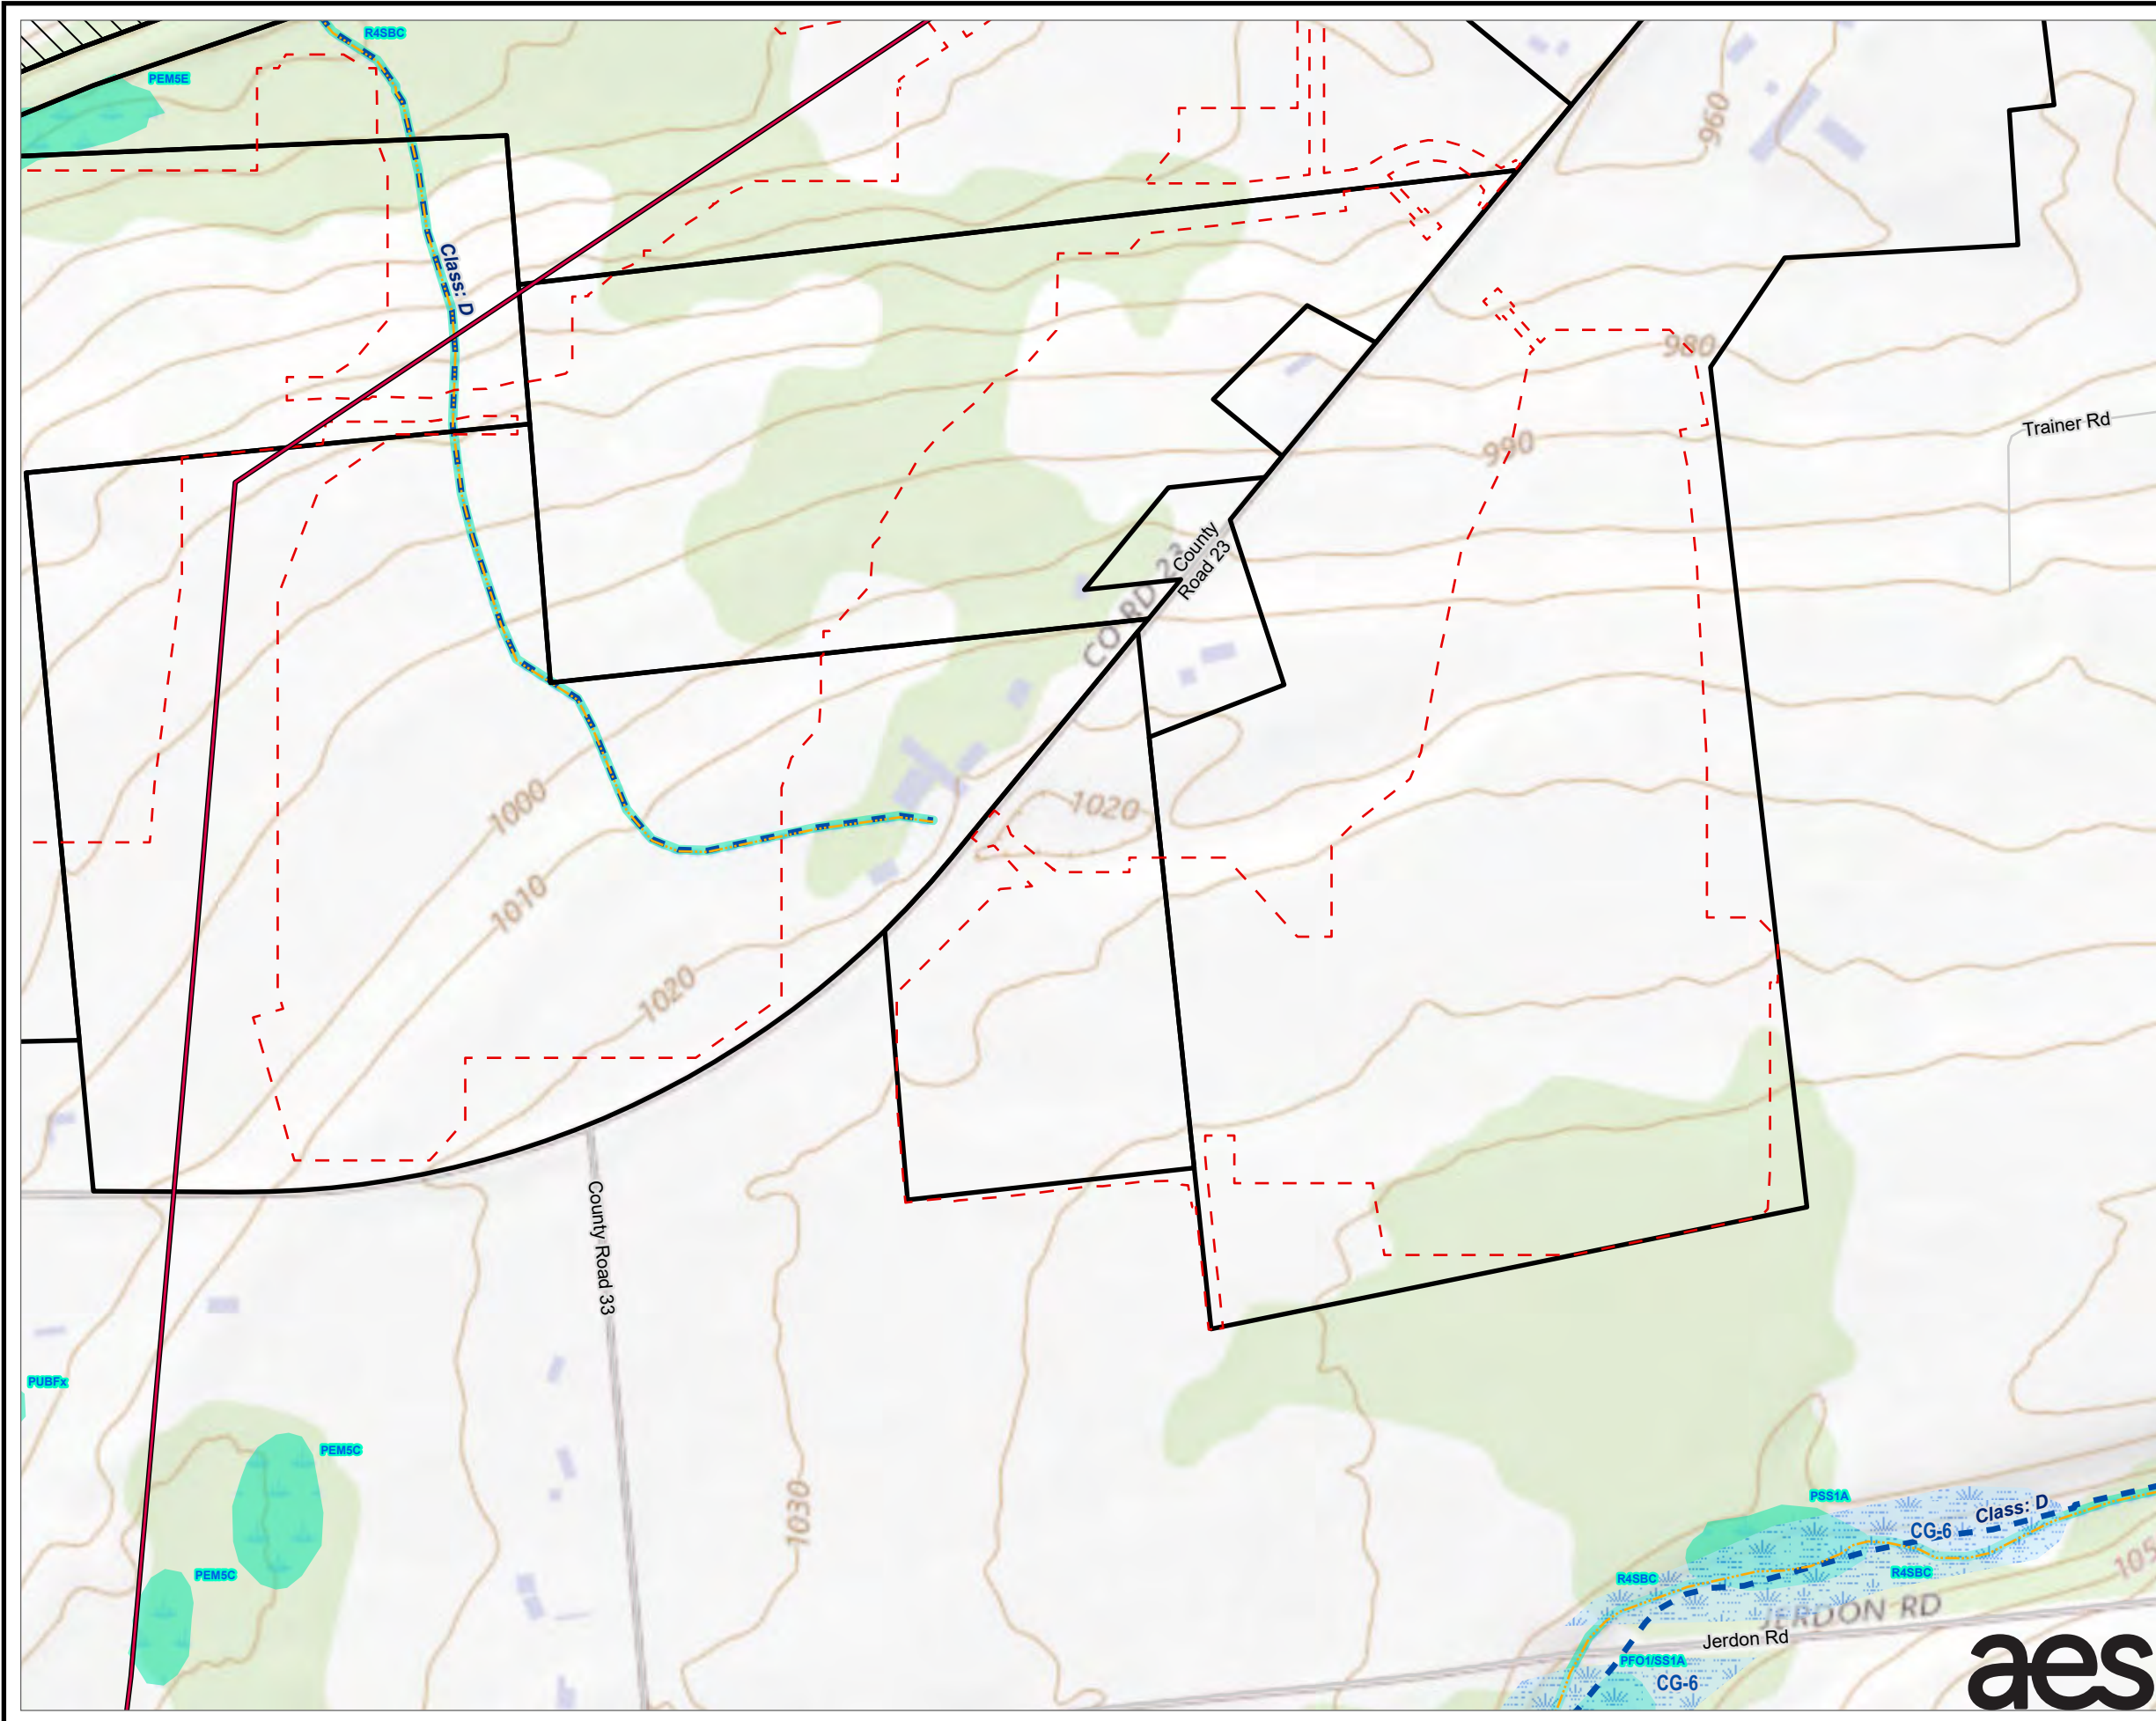 R4SBC
PEM5E
960
Class: D
980
Trainer Rd
990
County
Road 23
CO RD 23
1000
1020
1010
1020
County Road 33
PUBFx
PEM5C
PEM5C
1030
PSS1A
Class: D
CG-6
R4SBC
R4SBC
105
JERDON RD
Jerdon Rd
PFO1/SS1A
CG-6
aes